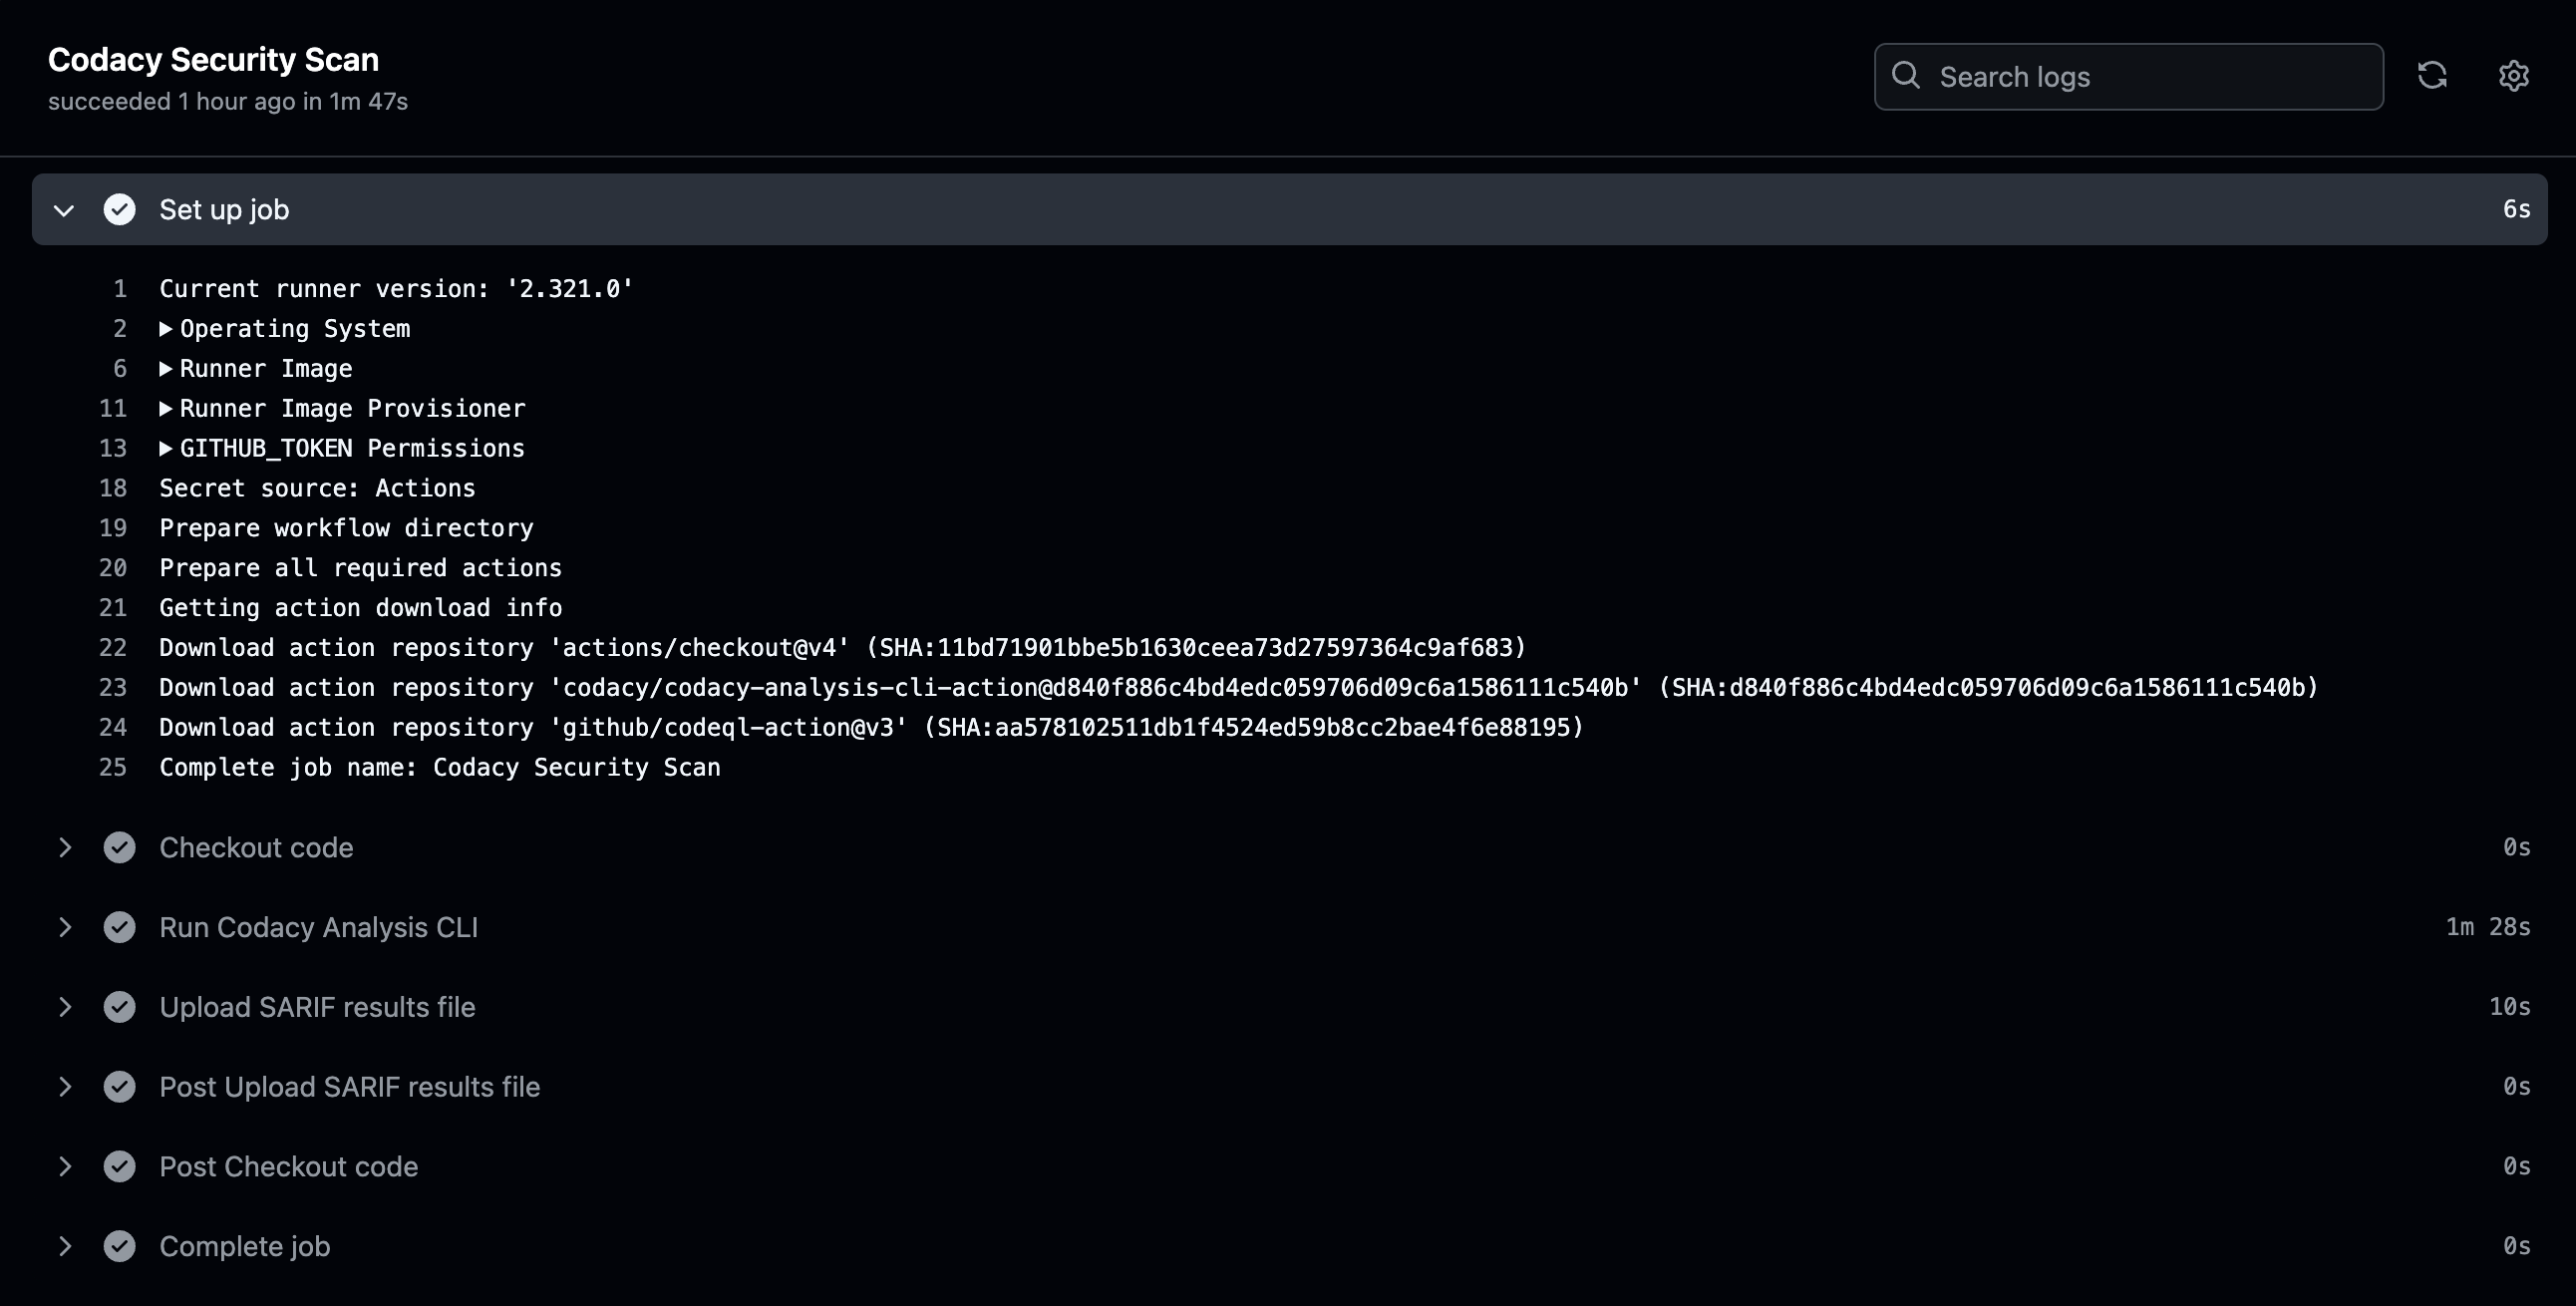 Codacy Security Scan
succeeded 1 hour ago in 1m 47s
Search logs
Set up job 6s
1 Current runner version: '2.321.0'
2 Operating System
6 Runner Image
11 Runner Image Provisioner
13 GITHUB_TOKEN Permissions
18 Secret source: Actions
19 Prepare workflow directory
20 Prepare all required actions
21 Getting action download info
22 Download action repository 'actions/checkout@v4' (SHA:11bd71901bbe5b1630ceea73d27597364c9af683)
23 Download action repository 'codacy/codacy-analysis-cli-action@d840f886c4bd4edc059706d09c6a1586111c540b' (SHA:d840f886c4bd4edc059706d09c6a1586111c540b)
24 Download action repository 'github/codeql-action@v3' (SHA:aa578102511db1f4524ed59b8cc2bae4f6e88195)
25 Complete job name: Codacy Security Scan
Checkout code 0s
Run Codacy Analysis CLI 1m 28s
Upload SARIF results file 10s
Post Upload SARIF results file 0s
Post Checkout code 0s
Complete job 0s